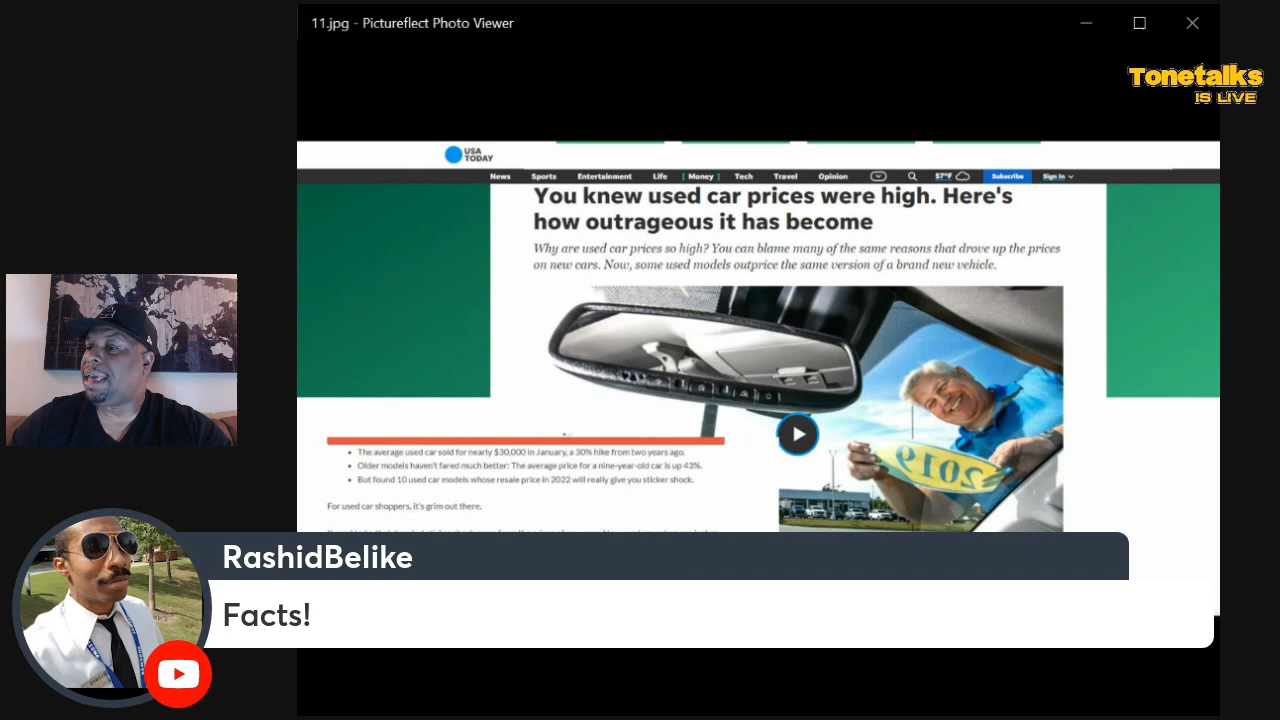 11.jpg - Pictureflect Photo Viewer
Tonetalks
IS LIVE
USA
TODAY
News Sports Entertainment Life [ Money ] Tech Travel Opinion 57°F Subscribe Sign In
You knew used car prices were high. Here's
how outrageous it has become
Why are used car prices so high? You can blame many of the same reasons that drove up the prices
on new cars. Now, some used models outprice the same version of a brand new vehicle.
2019
• The average used car sold for nearly $30,000 in January, a 30% hike from two years ago.
• Older models haven't fared much better: The average price for a nine-year-old car is up 43%.
• But found 10 used car models whose resale price in 2022 will really give you sticker shock.
For used car shoppers, it's grim out there.
RashidBelike
Facts!